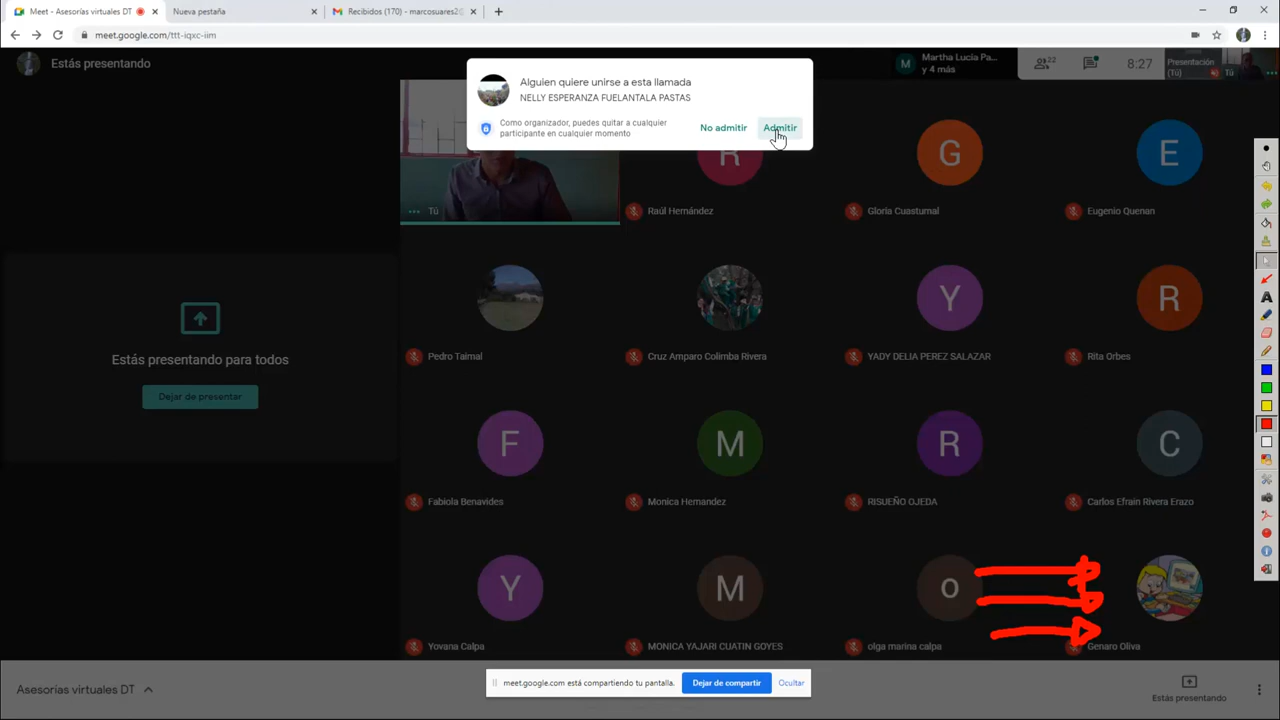 Meet - Asesorías virtuales DT
Nueva pestaña
Recibidos (170) - marcosuares2@
meet.google.com/ttt-iqxc-iim
Estás presentando
Alguien quiere unirse a esta llamada
NELLY ESPERANZA FUELANTALA PASTAS
Como organizador, puedes quitar a cualquier
participante en cualquier momento
No admitir
Admitir
M
Martha Lucia Pa...
y 4 más
22
8:27
Presentación
(Tú)
Tú
Tú
R
Raúl Hernández
G
Gloria Cuastumal
E
Eugenio Quenan
Estás presentando para todos
Dejar de presentar
Pedro Taimal
Cruz Amparo Colimba Rivera
Y
YADY DELIA PEREZ SALAZAR
R
Rita Orbes
F
Fabiola Benavides
M
Monica Hernandez
R
RISUEÑO OJEDA
C
Carlos Efrain Rivera Erazo
Y
Yovana Calpa
M
MONICA YAJARI CUATIN GOYES
o
olga marina calpa
Genaro Oliva
Asesorías virtuales DT
meet.google.com está compartiendo tu pantalla.
Dejar de compartir
Ocultar
Estás presentando
A